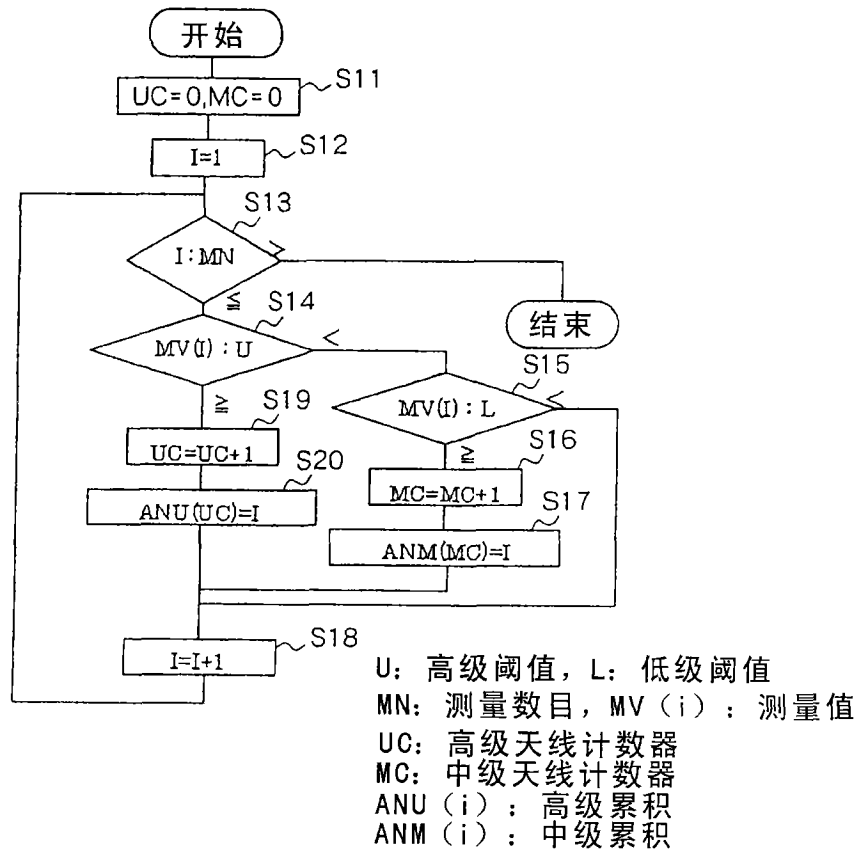 开始
S11
UC=0,MC=0
S12
I=1
S13
I:MN
>
≦
结束
S14
MV(I):U
<
≧
S15
MV(I):L
<
≧
S19
UC=UC+1
S16
MC=MC+1
S20
ANU(UC)=I
S17
ANM(MC)=I
S18
I=I+1
U：高级阈值，L：低级阈值
MN：测量数目，MV（i）：测量值
UC：高级天线计数器
MC：中级天线计数器
ANU（i）：高级累积
ANM（i）：中级累积